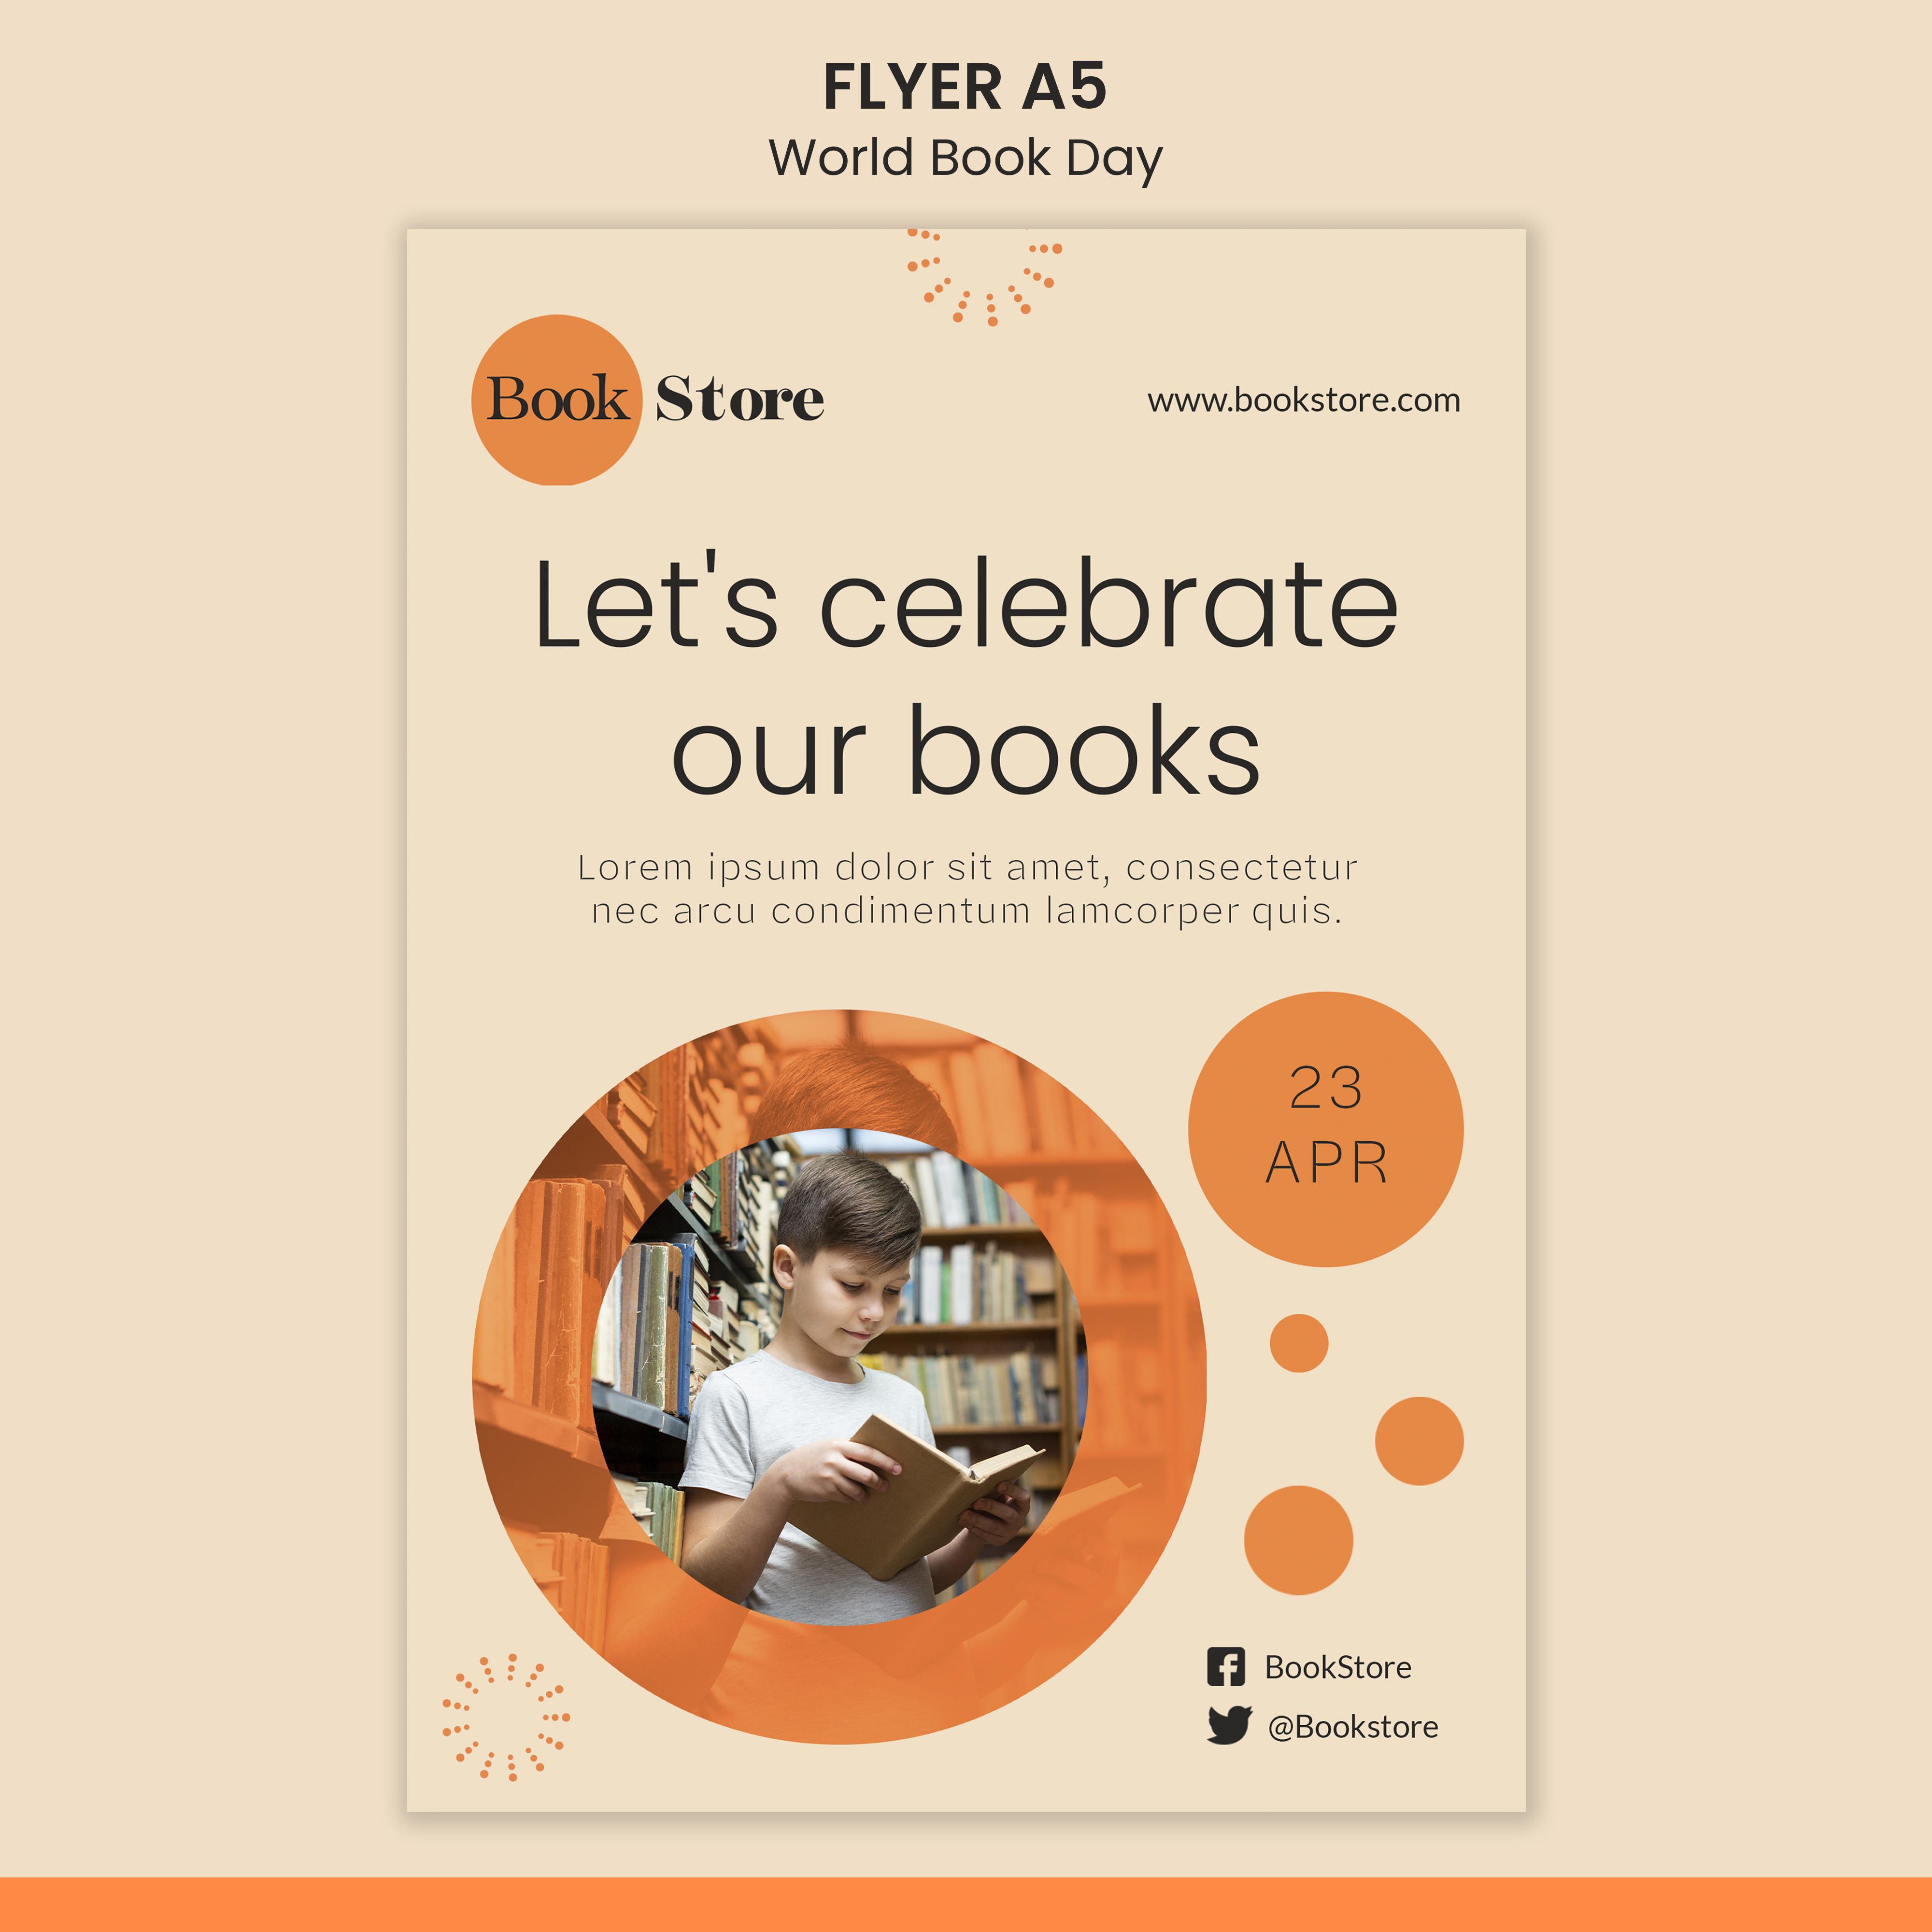 FLYER A5
World Book Day
Book Store
www.bookstore.com
Let's celebrate
our books
Lorem ipsum dolor sit amet, consectetur
nec arcu condimentum lamcorper quis.
23
APR
BookStore
@Bookstore